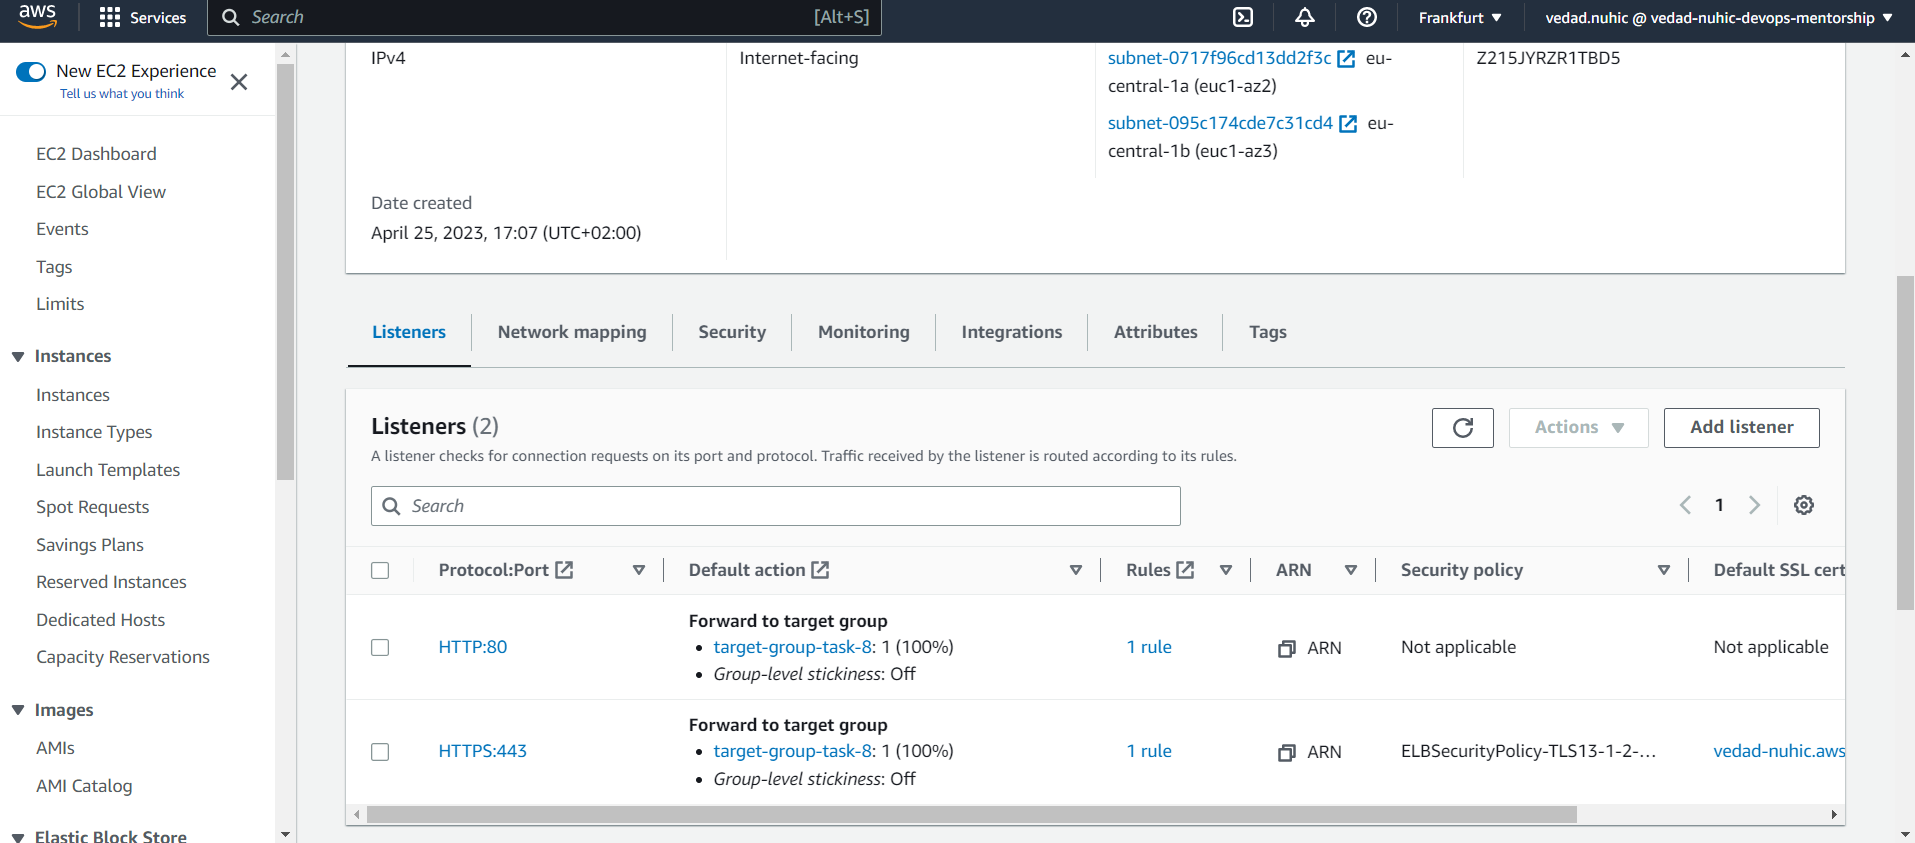 aws
Services
Search
[Alt+S]
Frankfurt
vedad.nuhic @ vedad-nuhic-devops-mentorship
New EC2 Experience
Tell us what you think
EC2 Dashboard
EC2 Global View
Events
Tags
Limits
Instances
Instances
Instance Types
Launch Templates
Spot Requests
Savings Plans
Reserved Instances
Dedicated Hosts
Capacity Reservations
Images
AMIs
AMI Catalog
Elastic Block Store
IPv4
Internet-facing
subnet-0717f96cd13dd2f3c eu-
central-1a (euc1-az2)
subnet-095c174cde7c31cd4 eu-
central-1b (euc1-az3)
Z215JYRZR1TBD5
Date created
April 25, 2023, 17:07 (UTC+02:00)
Listeners
Network mapping
Security
Monitoring
Integrations
Attributes
Tags
Listeners (2)
A listener checks for connection requests on its port and protocol. Traffic received by the listener is routed according to its rules.
Actions
Add listener
Search
1
Protocol:Port
Default action
Rules
ARN
Security policy
Default SSL cert
HTTP:80
Forward to target group
• target-group-task-8: 1 (100%)
• Group-level stickiness: Off
1 rule
ARN
Not applicable
Not applicable
HTTPS:443
Forward to target group
• target-group-task-8: 1 (100%)
• Group-level stickiness: Off
1 rule
ARN
ELBSecurityPolicy-TLS13-1-2-...
vedad-nuhic.aws